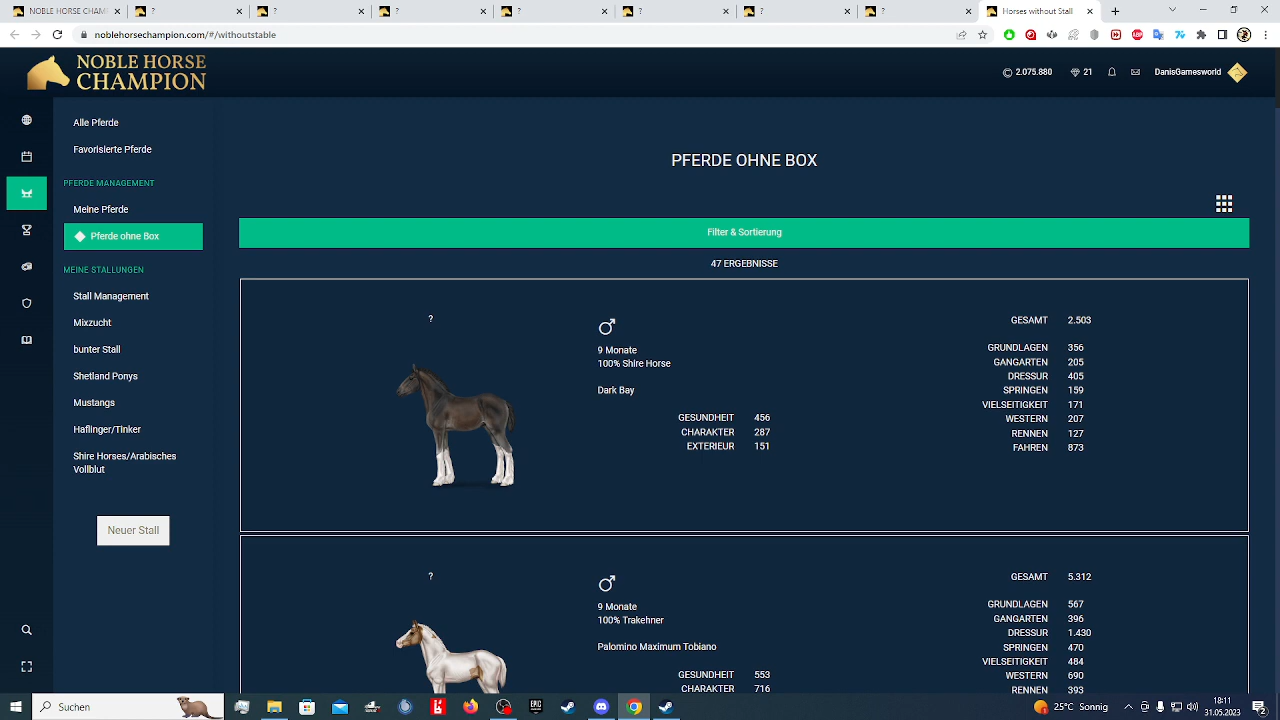 NOBLE HORSE CHAM
?
?
?
?
?
?
?
Horses without Stall
noblehorsechampion.com/#/withoutstable
NOBLE HORSE
CHAMPION
2.075.880
21
DanisGamesworld
Alle Pferde
Favorisierte Pferde
PFERDE MANAGEMENT
Meine Pferde
Pferde ohne Box
MEINE STALLUNGEN
Stall Management
Mixzucht
bunter Stall
Shetland Ponys
Mustangs
Haflinger/Tinker
Shire Horses/Arabisches
Vollblut
Neuer Stall
PFERDE OHNE BOX
Filter & Sortierung
47 ERGEBNISSE
?
9 Monate
100% Shire Horse
Dark Bay
GESUNDHEIT 456
CHARAKTER 287
EXTERIEUR 151
GESAMT 2.503
GRUNDLAGEN 356
GANGARTEN 205
DRESSUR 405
SPRINGEN 159
VIELSEITIGKEIT 171
WESTERN 207
RENNEN 127
FAHREN 873
?
9 Monate
100% Trakehner
Palomino Maximum Tobiano
GESUNDHEIT 553
CHARAKTER 716
GESAMT 5.312
GRUNDLAGEN 567
GANGARTEN 396
DRESSUR 1.430
SPRINGEN 470
VIELSEITIGKEIT 484
WESTERN 690
RENNEN 393
Suchen
25°C Sonnig
18:11
31.05.2023